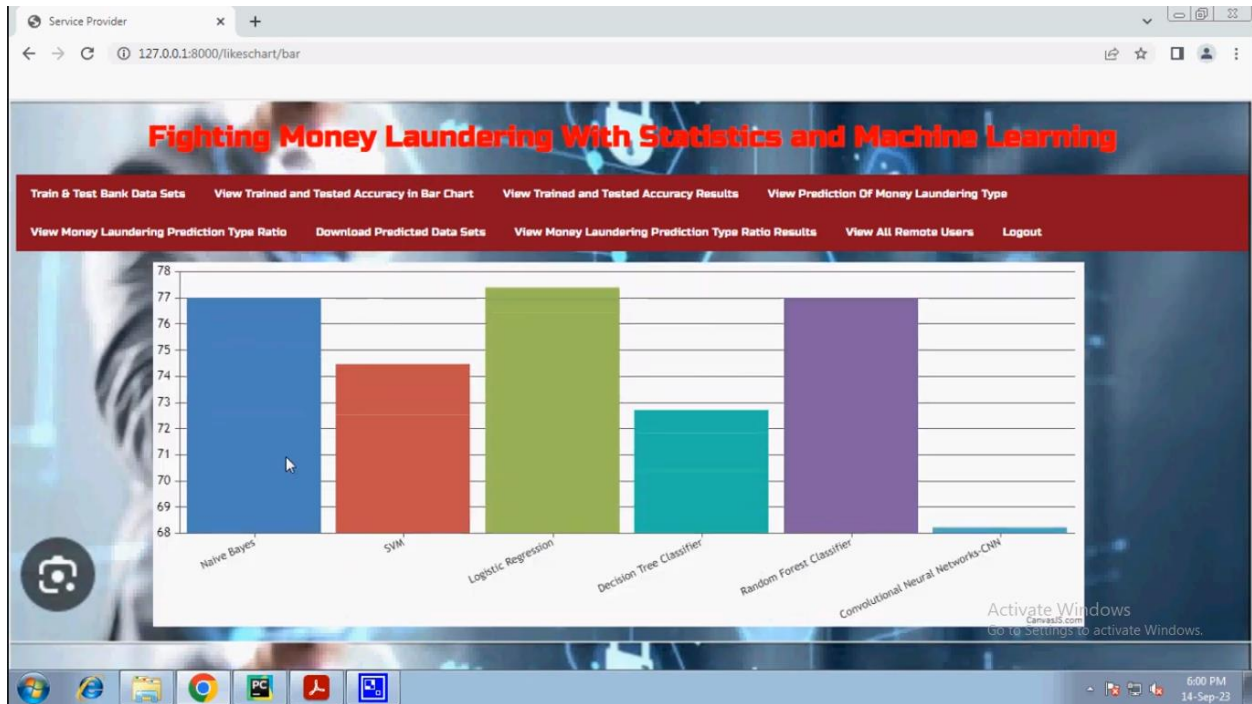 Service Provider
127.0.0.1:8000/likeschart/bar
Fighting Money Laundering With Statistics and Machine Learning
Train & Test Bank Data Sets View Trained and Tested Accuracy in Bar Chart View Trained and Tested Accuracy Results View Prediction Of Money Laundering Type
View Money Laundering Prediction Type Ratio Download Predicted Data Sets View Money Laundering Prediction Type Ratio Results View All Remote Users Logout
78
77
76
75
74
73
72
71
70
69
68
Naive Bayes
SVM
Logistic Regression
Decision Tree Classifier
Random Forest Classifier
Convolutional Neural Networks-CNN
Activate Windows
CanvasJS.com
Go to Settings to activate Windows.
PC
6:00 PM
14-Sep-23